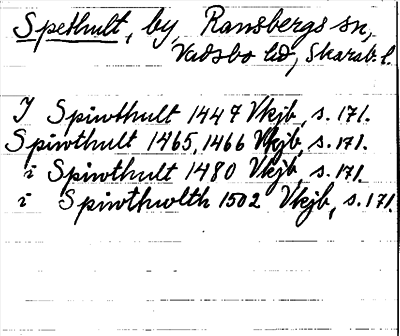 Spethult, by, Ransbergs sn,
Vadsbo hd, Skarab. l.
I Spiwthult 1447 Vkjb, s. 171.
Spiwthult 1465, 1466 Vkjb, s. 171.
i Spiwthult 1480 Vkjb, s. 171.
i Spiwthwlth 1502 Vkjb, s. 171.